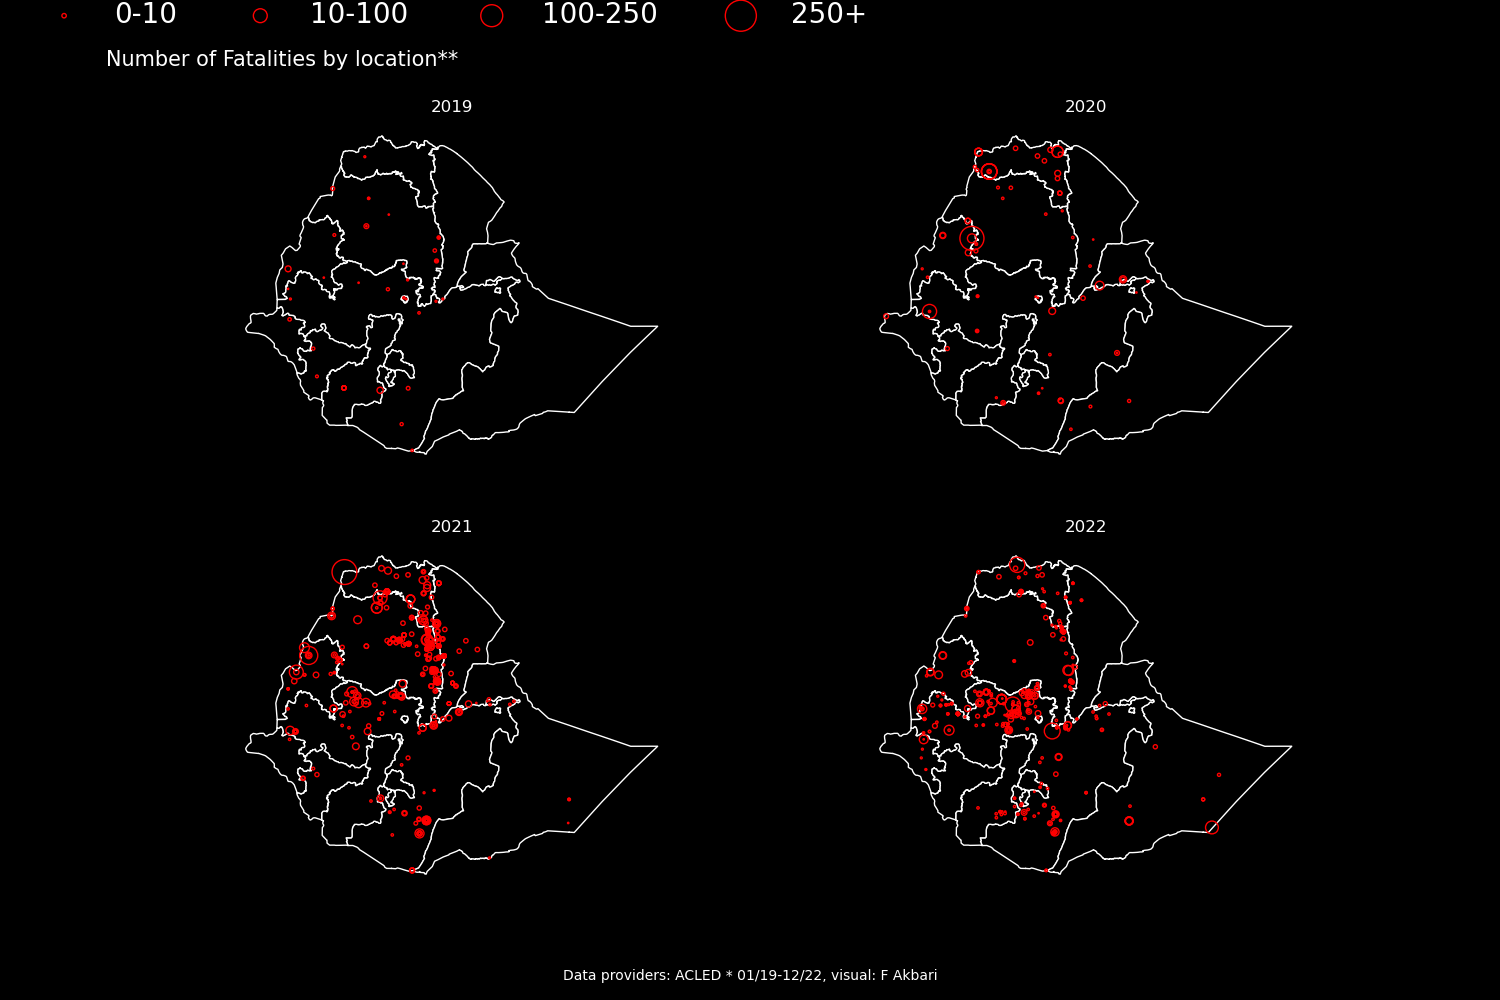 0-10 10-100 100-250 250+
Number of Fatalities by location**
2019 2020
2021 2022
Data providers: ACLED * 01/19-12/22, visual: F Akbari